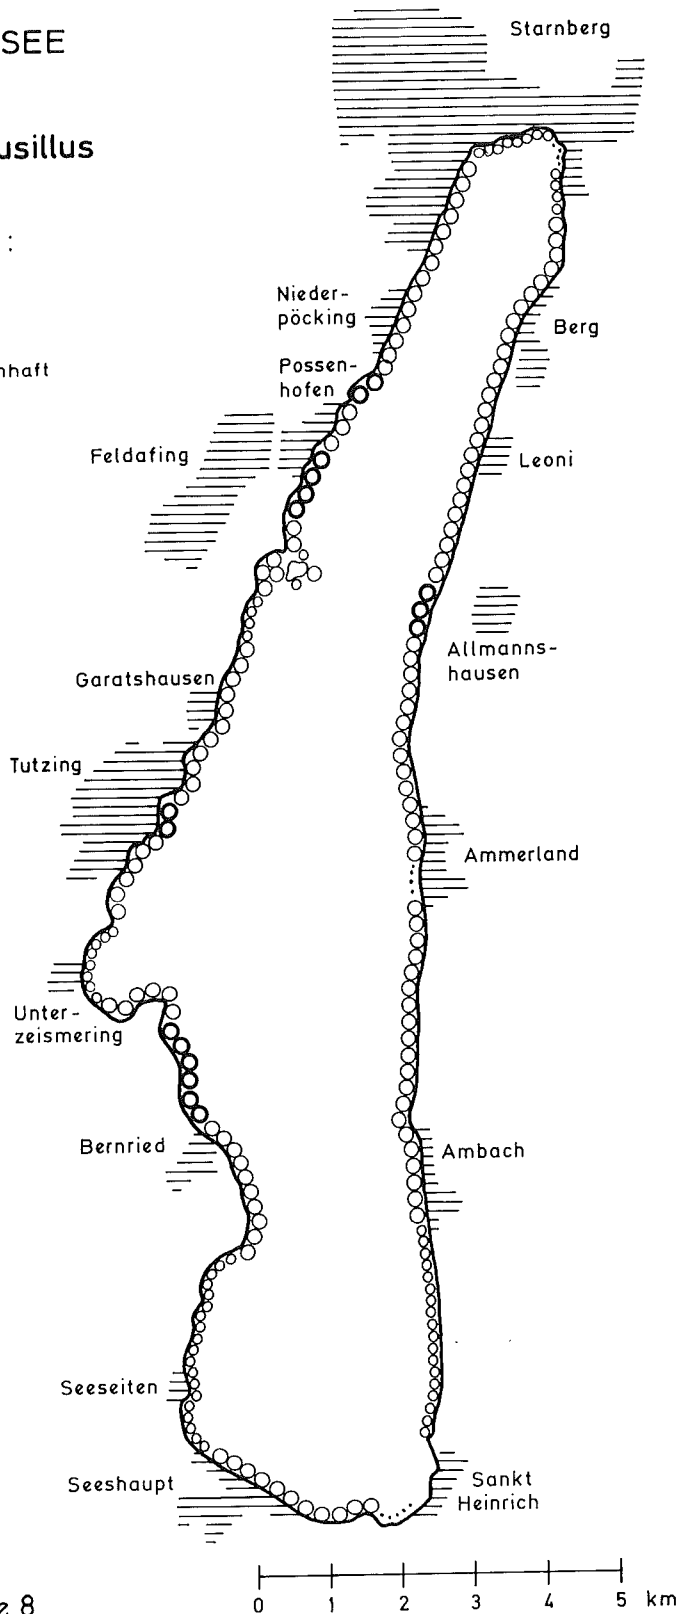 SEE
usillus
:
nhaft
Starnberg
Nieder-
pöcking
Possen-
hofen
Feldafing
Berg
Leoni
Allmanns-
hausen
Garatshausen
Tutzing
Ammerland
Unter-
zeismering
Bernried
Ambach
Seeseiten
Seeshaupt
Sankt
Heinrich
0 1 2 3 4 5 km
e 8